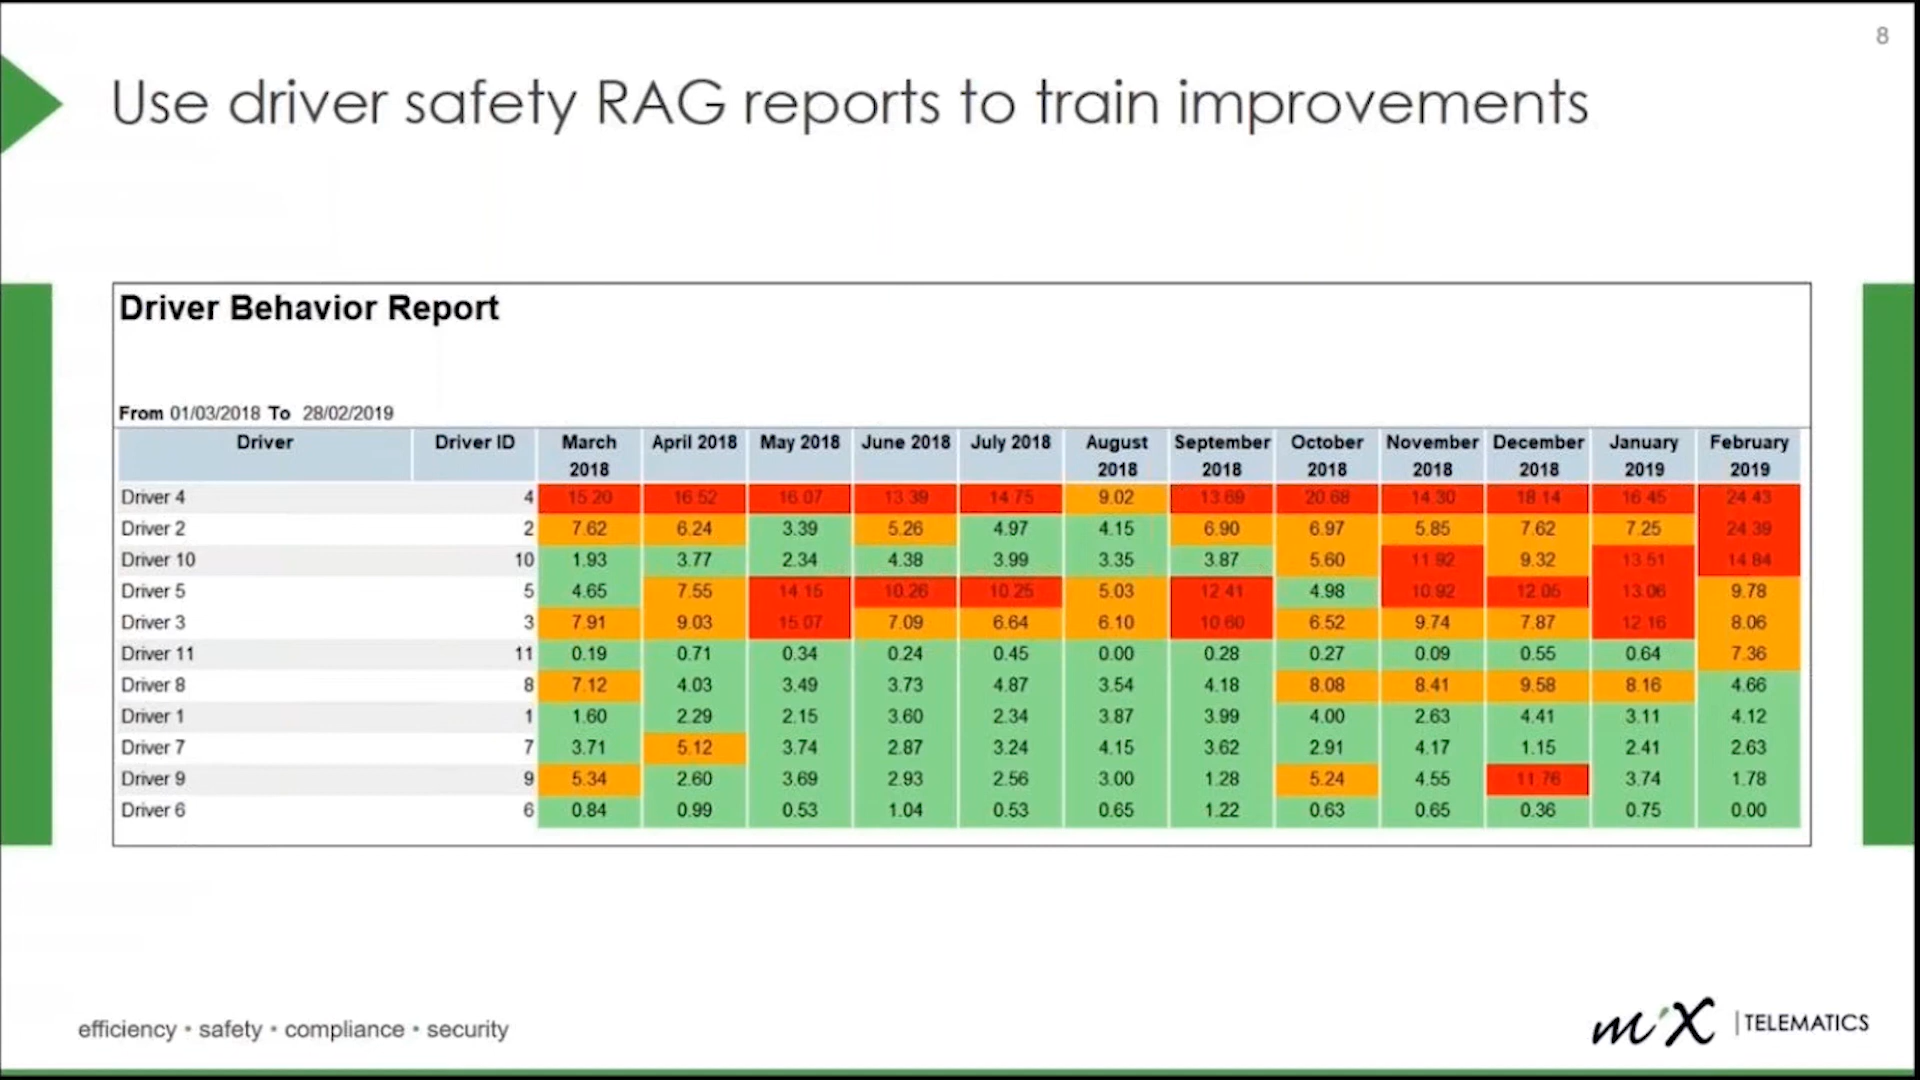 8
Use driver safety RAG reports to train improvements
Driver Behavior Report
From 01/03/2018 To 28/02/2019
Driver Driver ID March 2018 April 2018 May 2018 June 2018 July 2018 August 2018 September 2018 October 2018 November 2018 December 2018 January 2019 February 2019
Driver 4 4 15.20 16.52 16.07 13.39 14.75 9.02 13.69 20.68 14.30 18.14 16.45 24.43
Driver 2 2 7.62 6.24 3.39 5.26 4.97 4.15 6.90 6.97 5.85 7.62 7.25 24.39
Driver 10 10 1.93 3.77 2.34 4.38 3.99 3.35 3.87 5.60 11.92 9.32 13.51 14.84
Driver 5 5 4.65 7.55 14.15 10.26 10.25 5.03 12.41 4.98 10.92 12.05 13.06 9.78
Driver 3 3 7.91 9.03 15.07 7.09 6.64 6.10 10.60 6.52 9.74 7.87 12.16 8.06
Driver 11 11 0.19 0.71 0.34 0.24 0.45 0.00 0.28 0.27 0.09 0.55 0.64 7.36
Driver 8 8 7.12 4.03 3.49 3.73 4.87 3.54 4.18 8.08 8.41 9.58 8.16 4.66
Driver 1 1 1.60 2.29 2.15 3.60 2.34 3.87 3.99 4.00 2.63 4.41 3.11 4.12
Driver 7 7 3.71 5.12 3.74 2.87 3.24 4.15 3.62 2.91 4.17 1.15 2.41 2.63
Driver 9 9 5.34 2.60 3.69 2.93 2.56 3.00 1.28 5.24 4.55 11.76 3.74 1.78
Driver 6 6 0.84 0.99 0.53 1.04 0.53 0.65 1.22 0.63 0.65 0.36 0.75 0.00
efficiency • safety • compliance • security
mix | TELEMATICS